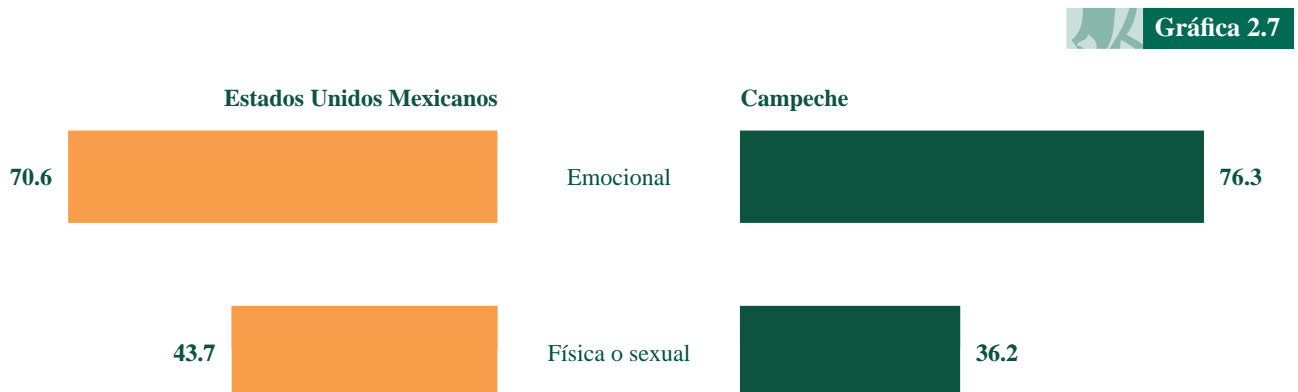 Gráfica 2.7
Estados Unidos Mexicanos
Campeche
70.6
Emocional
76.3
43.7
Física o sexual
36.2